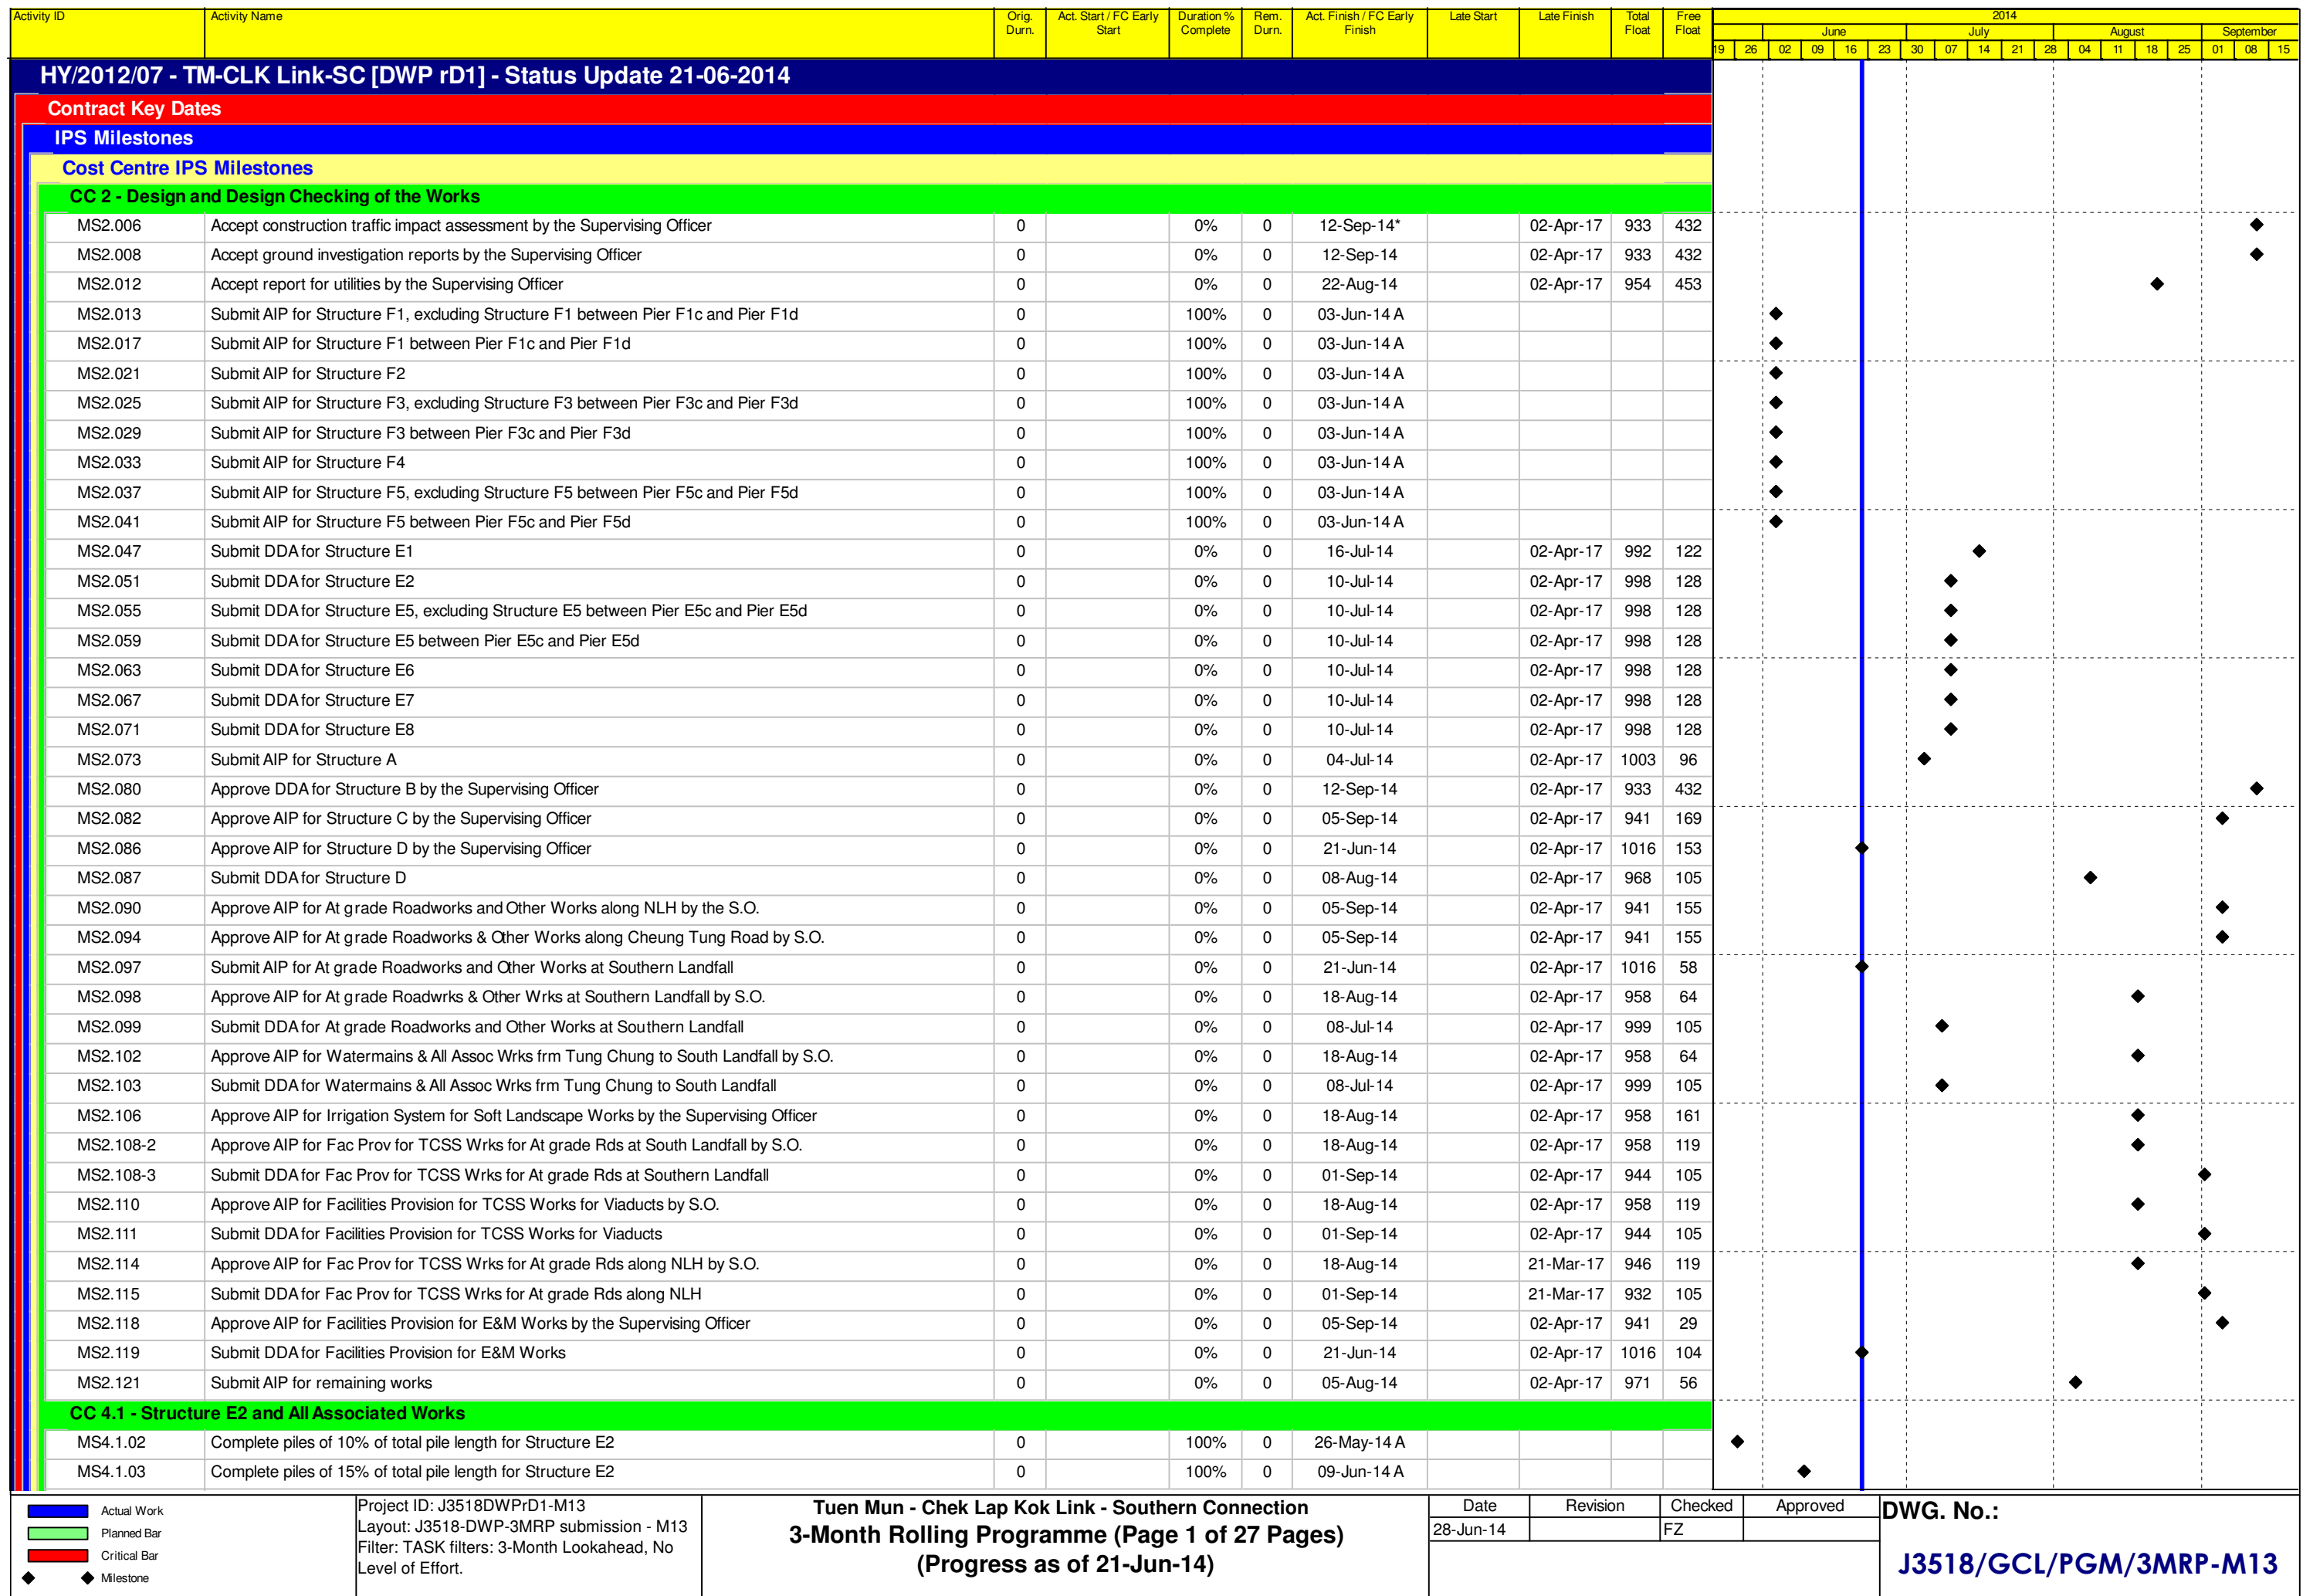 Activity ID Activity Name Orig. Durn. Act. Start / FC Early Start Duration % Complete Rem. Durn. Act. Finish / FC Early Finish Late Start Late Finish Total Float Free Float
2014
June July August September
19 26 02 09 16 23 30 07 14 21 28 04 11 18 25 01 08 15
HY/2012/07 - TM-CLK Link-SC [DWP rD1] - Status Update 21-06-2014
Contract Key Dates
IPS Milestones
Cost Centre IPS Milestones
CC 2 - Design and Design Checking of the Works
MS2.006 Accept construction traffic impact assessment by the Supervising Officer 0 0% 0 12-Sep-14* 02-Apr-17 933 432
MS2.008 Accept ground investigation reports by the Supervising Officer 0 0% 0 12-Sep-14 02-Apr-17 933 432
MS2.012 Accept report for utilities by the Supervising Officer 0 0% 0 22-Aug-14 02-Apr-17 954 453
MS2.013 Submit AIP for Structure F1, excluding Structure F1 between Pier F1c and Pier F1d 0 100% 0 03-Jun-14 A
MS2.017 Submit AIP for Structure F1 between Pier F1c and Pier F1d 0 100% 0 03-Jun-14 A
MS2.021 Submit AIP for Structure F2 0 100% 0 03-Jun-14 A
MS2.025 Submit AIP for Structure F3, excluding Structure F3 between Pier F3c and Pier F3d 0 100% 0 03-Jun-14 A
MS2.029 Submit AIP for Structure F3 between Pier F3c and Pier F3d 0 100% 0 03-Jun-14 A
MS2.033 Submit AIP for Structure F4 0 100% 0 03-Jun-14 A
MS2.037 Submit AIP for Structure F5, excluding Structure F5 between Pier F5c and Pier F5d 0 100% 0 03-Jun-14 A
MS2.041 Submit AIP for Structure F5 between Pier F5c and Pier F5d 0 100% 0 03-Jun-14 A
MS2.047 Submit DDA for Structure E1 0 0% 0 16-Jul-14 02-Apr-17 992 122
MS2.051 Submit DDA for Structure E2 0 0% 0 10-Jul-14 02-Apr-17 998 128
MS2.055 Submit DDA for Structure E5, excluding Structure E5 between Pier E5c and Pier E5d 0 0% 0 10-Jul-14 02-Apr-17 998 128
MS2.059 Submit DDA for Structure E5 between Pier E5c and Pier E5d 0 0% 0 10-Jul-14 02-Apr-17 998 128
MS2.063 Submit DDA for Structure E6 0 0% 0 10-Jul-14 02-Apr-17 998 128
MS2.067 Submit DDA for Structure E7 0 0% 0 10-Jul-14 02-Apr-17 998 128
MS2.071 Submit DDA for Structure E8 0 0% 0 10-Jul-14 02-Apr-17 998 128
MS2.073 Submit AIP for Structure A 0 0% 0 04-Jul-14 02-Apr-17 1003 96
MS2.080 Approve DDA for Structure B by the Supervising Officer 0 0% 0 12-Sep-14 02-Apr-17 933 432
MS2.082 Approve AIP for Structure C by the Supervising Officer 0 0% 0 05-Sep-14 02-Apr-17 941 169
MS2.086 Approve AIP for Structure D by the Supervising Officer 0 0% 0 21-Jun-14 02-Apr-17 1016 153
MS2.087 Submit DDA for Structure D 0 0% 0 08-Aug-14 02-Apr-17 968 105
MS2.090 Approve AIP for At grade Roadworks and Other Works along NLH by the S.O. 0 0% 0 05-Sep-14 02-Apr-17 941 155
MS2.094 Approve AIP for At grade Roadworks & Other Works along Cheung Tung Road by S.O. 0 0% 0 05-Sep-14 02-Apr-17 941 155
MS2.097 Submit AIP for At grade Roadworks and Other Works at Southern Landfall 0 0% 0 21-Jun-14 02-Apr-17 1016 58
MS2.098 Approve AIP for At grade Roadwrks & Other Wrks at Southern Landfall by S.O. 0 0% 0 18-Aug-14 02-Apr-17 958 64
MS2.099 Submit DDA for At grade Roadworks and Other Works at Southern Landfall 0 0% 0 08-Jul-14 02-Apr-17 999 105
MS2.102 Approve AIP for Watermains & All Assoc Wrks frm Tung Chung to South Landfall by S.O. 0 0% 0 18-Aug-14 02-Apr-17 958 64
MS2.103 Submit DDA for Watermains & All Assoc Wrks frm Tung Chung to South Landfall 0 0% 0 08-Jul-14 02-Apr-17 999 105
MS2.106 Approve AIP for Irrigation System for Soft Landscape Works by the Supervising Officer 0 0% 0 18-Aug-14 02-Apr-17 958 161
MS2.108-2 Approve AIP for Fac Prov for TCSS Wrks for At grade Rds at South Landfall by S.O. 0 0% 0 18-Aug-14 02-Apr-17 958 119
MS2.108-3 Submit DDA for Fac Prov for TCSS Wrks for At grade Rds at Southern Landfall 0 0% 0 01-Sep-14 02-Apr-17 944 105
MS2.110 Approve AIP for Facilities Provision for TCSS Works for Viaducts by S.O. 0 0% 0 18-Aug-14 02-Apr-17 958 119
MS2.111 Submit DDA for Facilities Provision for TCSS Works for Viaducts 0 0% 0 01-Sep-14 02-Apr-17 944 105
MS2.114 Approve AIP for Fac Prov for TCSS Wrks for At grade Rds along NLH by S.O. 0 0% 0 18-Aug-14 21-Mar-17 946 119
MS2.115 Submit DDA for Fac Prov for TCSS Wrks for At grade Rds along NLH 0 0% 0 01-Sep-14 21-Mar-17 932 105
MS2.118 Approve AIP for Facilities Provision for E&M Works by the Supervising Officer 0 0% 0 05-Sep-14 02-Apr-17 941 29
MS2.119 Submit DDA for Facilities Provision for E&M Works 0 0% 0 21-Jun-14 02-Apr-17 1016 104
MS2.121 Submit AIP for remaining works 0 0% 0 05-Aug-14 02-Apr-17 971 56
CC 4.1 - Structure E2 and All Associated Works
MS4.1.02 Complete piles of 10% of total pile length for Structure E2 0 100% 0 26-May-14 A
MS4.1.03 Complete piles of 15% of total pile length for Structure E2 0 100% 0 09-Jun-14 A
Actual Work
Planned Bar
Critical Bar
Milestone
Project ID: J3518DWPrD1-M13
Layout: J3518-DWP-3MRP submission - M13
Filter: TASK filters: 3-Month Lookahead, No
Level of Effort.
Tuen Mun - Chek Lap Kok Link - Southern Connection
3-Month Rolling Programme (Page 1 of 27 Pages)
(Progress as of 21-Jun-14)
Date Revision Checked Approved
28-Jun-14 FZ
DWG. No.:
J3518/GCL/PGM/3MRP-M13